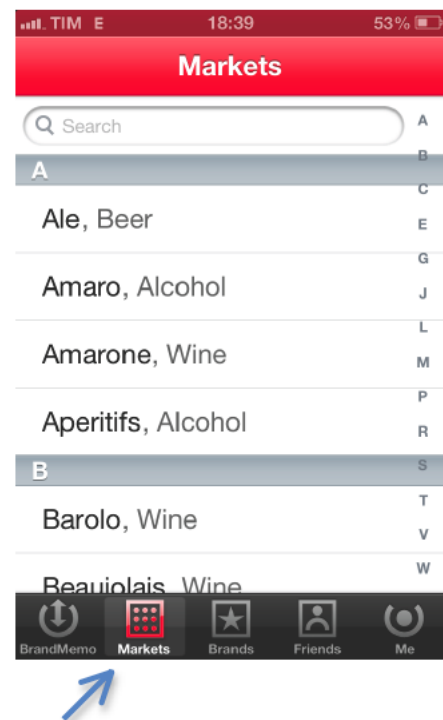 TIM E 18:39 53%
Markets
Search
A
Ale, Beer
Amaro, Alcohol
Amarone, Wine
Aperitifs, Alcohol
B
Barolo, Wine
Beaujolais, Wine
A
B
C
E
G
J
L
M
P
R
S
T
V
W
BrandMemo Markets Brands Friends Me